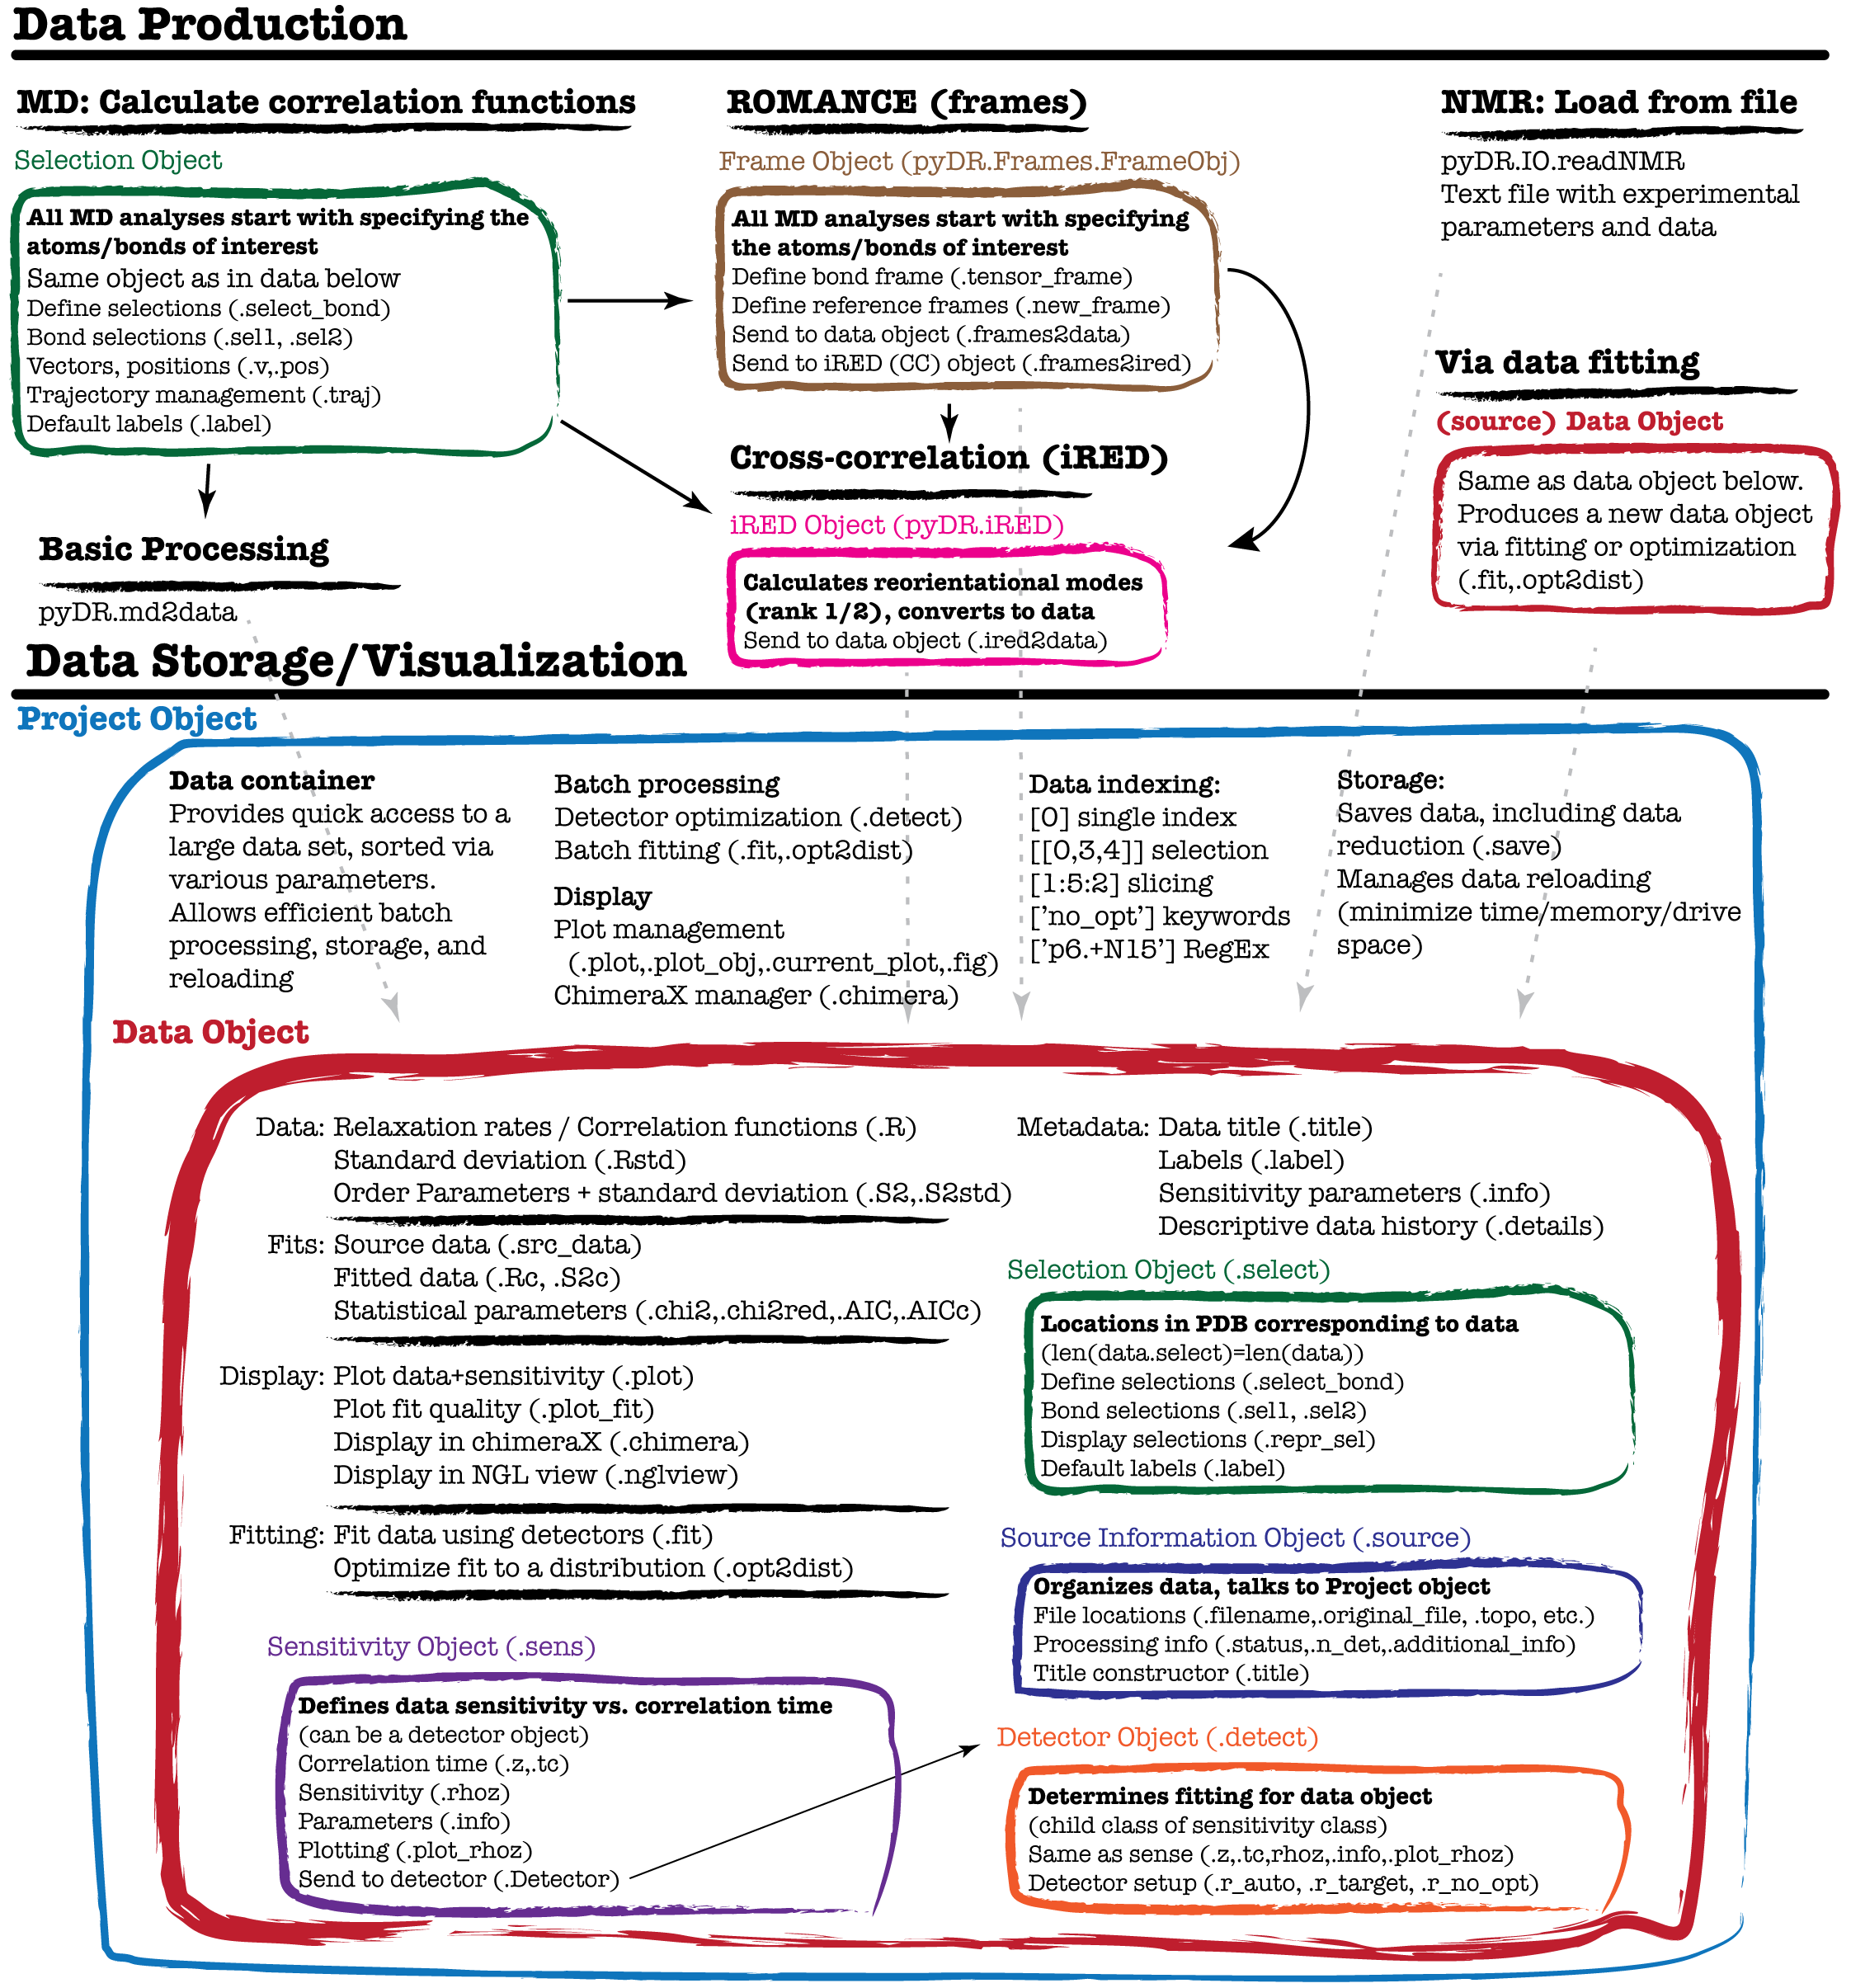 Data Production
MD: Calculate correlation functions
Selection Object
All MD analyses start with specifying the
atoms/bonds of interest
Same object as in data below
Define selections (.select_bond)
Bond selections (.sel1, .sel2)
Vectors, positions (.v,.pos)
Trajectory management (.traj)
Default labels (.label)
Basic Processing
pyDR.md2data
ROMANCE (frames)
Frame Object (pyDR.Frames.FrameObj)
All MD analyses start with specifying
the atoms/bonds of interest
Define bond frame (.tensor_frame)
Define reference frames (.new_frame)
Send to data object (.frames2data)
Send to iRED (CC) object (.frames2ired)
Cross-correlation (iRED)
iRED Object (pyDR.iRED)
Calculates reorientational modes
(rank 1/2), converts to data
Send to data object (.ired2data)
NMR: Load from file
pyDR.IO.readNMR
Text file with experimental
parameters and data
Via data fitting
(source) Data Object
Same as data object below.
Produces a new data object
via fitting or optimization
(.fit,.opt2dist)
Data Storage/Visualization
Project Object
Data container
Provides quick access to a
large data set, sorted via
various parameters.
Allows efficient batch
processing, storage, and
reloading
Batch processing
Detector optimization (.detect)
Batch fitting (.fit,.opt2dist)
Display
Plot management
(.plot,.plot_obj,.current_plot,.fig)
ChimeraX manager (.chimera)
Data indexing:
[0] single index
[[0,3,4]] selection
[1:5:2] slicing
['no_opt'] keywords
['p6.+N15'] RegEx
Storage:
Saves data, including data
reduction (.save)
Manages data reloading
(minimize time/memory/drive
space)
Data Object
Data: Relaxation rates / Correlation functions (.R)
Standard deviation (.Rstd)
Order Parameters + standard deviation (.S2,.S2std)
Fits: Source data (.src_data)
Fitted data (.Rc, .S2c)
Statistical parameters (.chi2,.chi2red,.AIC,.AICc)
Display: Plot data+sensitivity (.plot)
Plot fit quality (.plot_fit)
Display in chimeraX (.chimera)
Display in NGL view (.nglview)
Fitting: Fit data using detectors (.fit)
Optimize fit to a distribution (.opt2dist)
Sensitivity Object (.sens)
Defines data sensitivity vs. correlation time
(can be a detector object)
Correlation time (.z,.tc)
Sensitivity (.rhoz)
Parameters (.info)
Plotting (.plot_rhoz)
Send to detector (.Detector)
Metadata: Data title (.title)
Labels (.label)
Sensitivity parameters (.info)
Descriptive data history (.details)
Selection Object (.select)
Locations in PDB corresponding to data
(len(data.select)=len(data))
Define selections (.select_bond)
Bond selections (.sel1, .sel2)
Display selections (.repr_sel)
Default labels (.label)
Source Information Object (.source)
Organizes data, talks to Project object
File locations (.filename,.original_file, .topo, etc.)
Processing info (.status,.n_det,.additional_info)
Title constructor (.title)
Detector Object (.detect)
Determines fitting for data object
(child class of sensitivity class)
Same as sense (.z,.tc,rhoz,.info,.plot_rhoz)
Detector setup (.r_auto, .r_target, .r_no_opt)